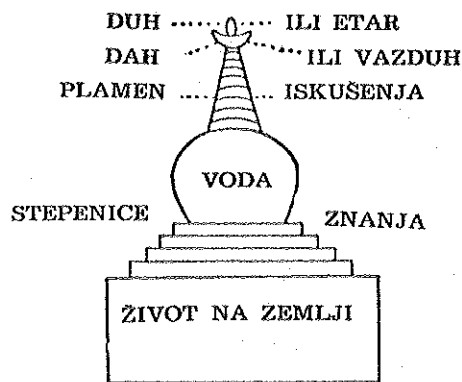 DUH ILI ETAR
DAH ILI VAZDUH
PLAMEN ISKUŠENJA
VODA
STEPENICE ZNANJA
ŽIVOT NA ZEMLJI